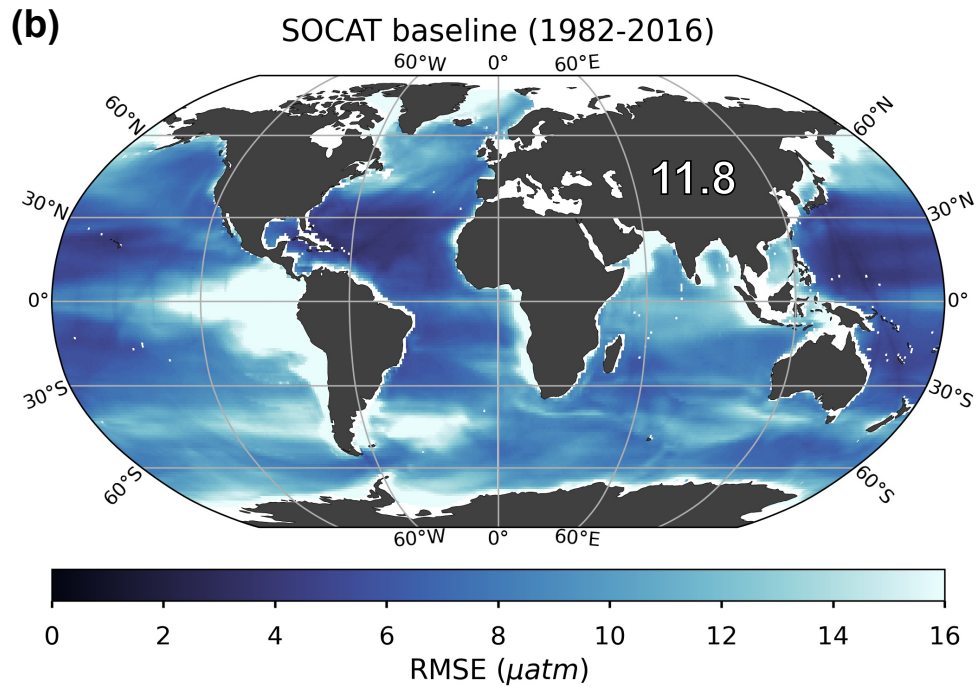 (b)
SOCAT baseline (1982-2016)
60°W 0° 60°E
60°N 60°N
11.8
30°N 30°N
0° 0°
30°S 30°S
60°S 60°S
60°W 0° 60°E
0 2 4 6 8 10 12 14 16
RMSE (μatm)